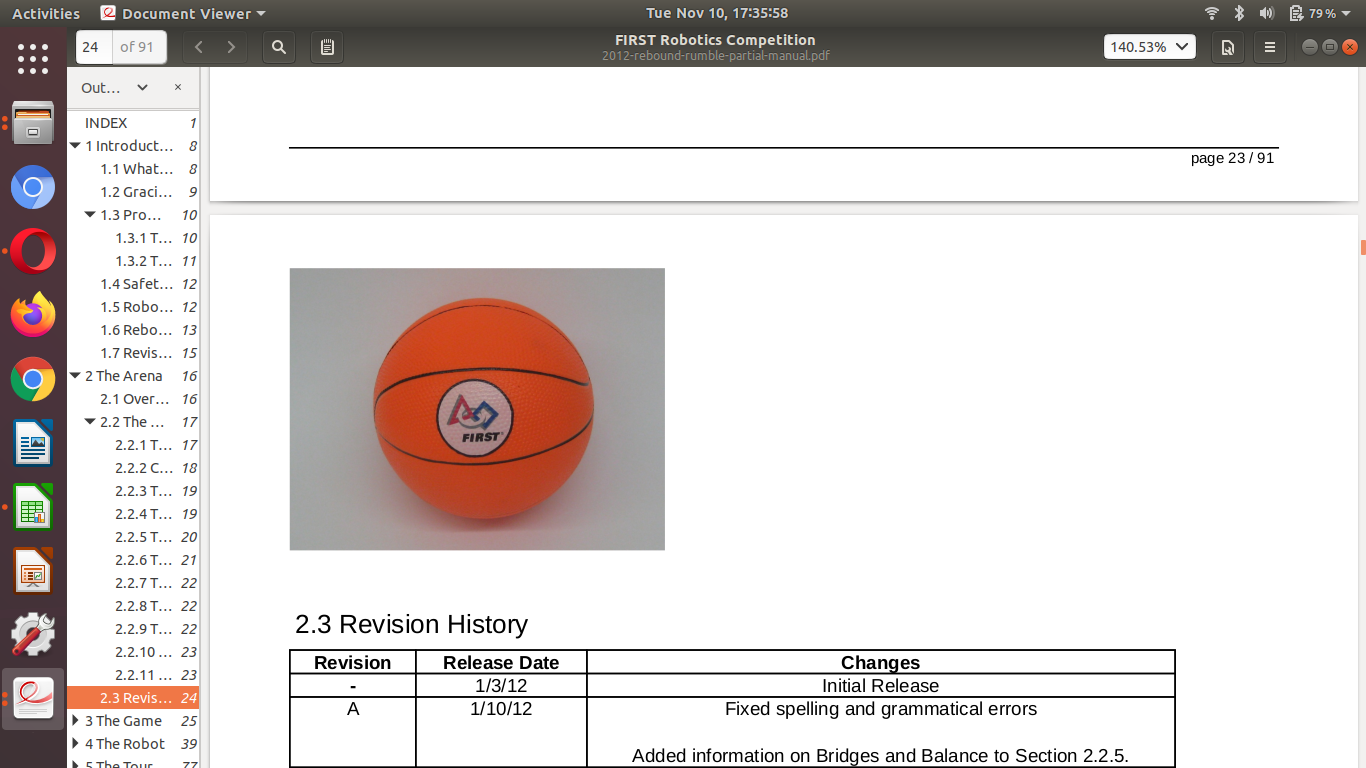 Activities
Document Viewer
Tue Nov 10, 17:35:58
79 %
24
of 91
FIRST Robotics Competition
2012-rebound-rumble-partial-manual.pdf
140.53%
Out…
INDEX 1
1 Introduct… 8
1.1 What… 8
1.2 Graci… 9
1.3 Pro… 10
1.3.1 T… 10
1.3.2 T… 11
1.4 Safet… 12
1.5 Robo… 12
1.6 Rebo… 13
1.7 Revis… 15
2 The Arena 16
2.1 Over… 16
2.2 The … 17
2.2.1 T… 17
2.2.2 C… 18
2.2.3 T… 19
2.2.4 T… 19
2.2.5 T… 20
2.2.6 T… 21
2.2.7 T… 22
2.2.8 T… 22
2.2.9 T… 22
2.2.10 … 23
2.2.11 … 23
2.3 Revis… 24
3 The Game 25
4 The Robot 39
5 The Tour… 77
page 23 / 91
FIRST
2.3 Revision History
Revision Release Date Changes
- 1/3/12 Initial Release
A 1/10/12 Fixed spelling and grammatical errors
Added information on Bridges and Balance to Section 2.2.5.